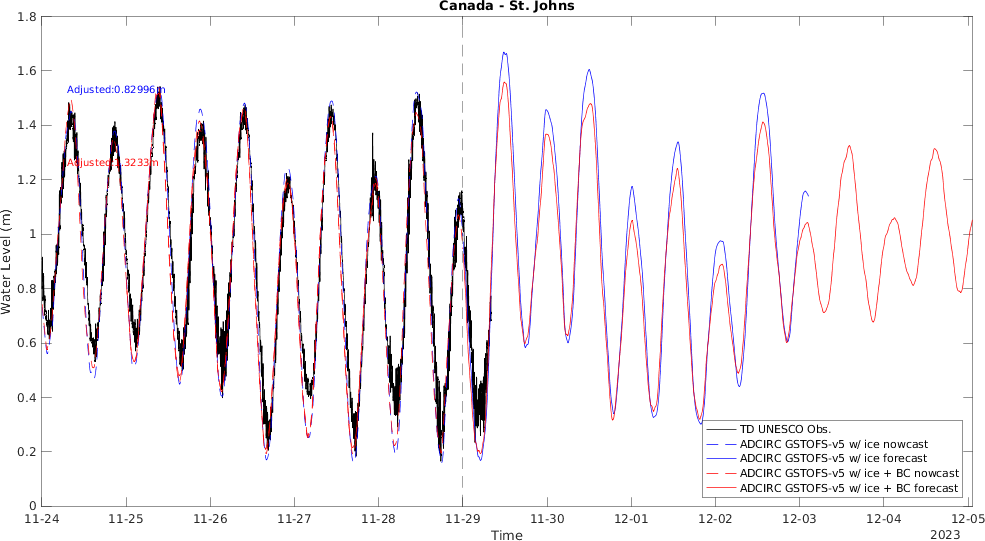 Canada - St. Johns
Water Level (m)
1.8
1.6
1.4
1.2
1
0.8
0.6
0.4
0.2
0
Adjusted:0.82996m
Adjusted:1.3233m
TD UNESCO Obs.
ADCIRC GSTOFS-v5 w/ ice nowcast
ADCIRC GSTOFS-v5 w/ ice forecast
ADCIRC GSTOFS-v5 w/ ice + BC nowcast
ADCIRC GSTOFS-v5 w/ ice + BC forecast
11-24 11-25 11-26 11-27 11-28 11-29 11-30 12-01 12-02 12-03 12-04 12-05
Time
2023